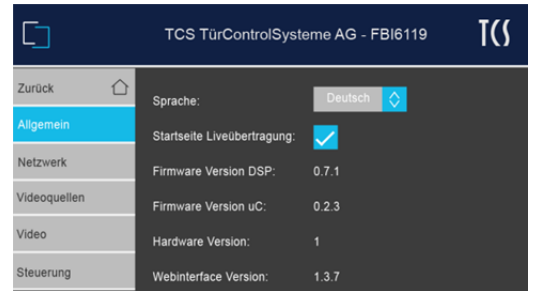 TCS TürControlSysteme AG - FBI6119
TCS
Zurück
Allgemein
Netzwerk
Videoquellen
Video
Steuerung
Sprache: Deutsch
Startseite Liveübertragung:
Firmware Version DSP: 0.7.1
Firmware Version uC: 0.2.3
Hardware Version: 1
Webinterface Version: 1.3.7